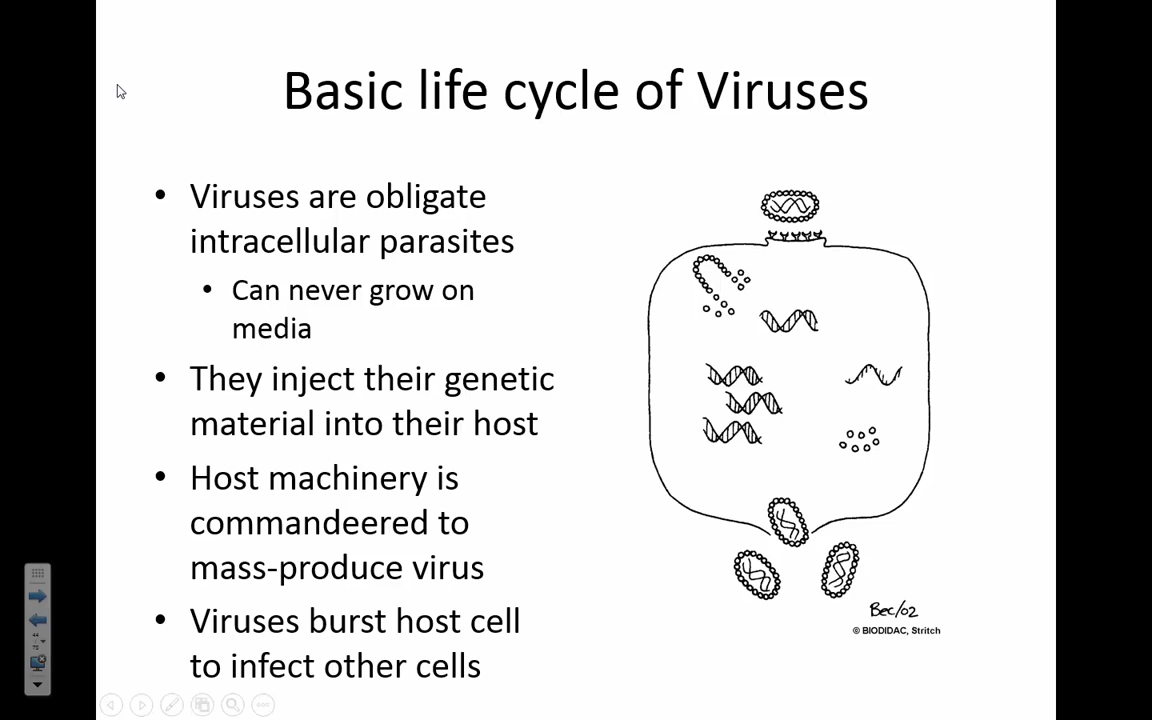 Basic life cycle of Viruses
• Viruses are obligate
intracellular parasites
• Can never grow on
media
• They inject their genetic
material into their host
• Host machinery is
commandeered to
mass-produce virus
• Viruses burst host cell
to infect other cells
Bec/02
© BIODIDAC, Stritch
44
/